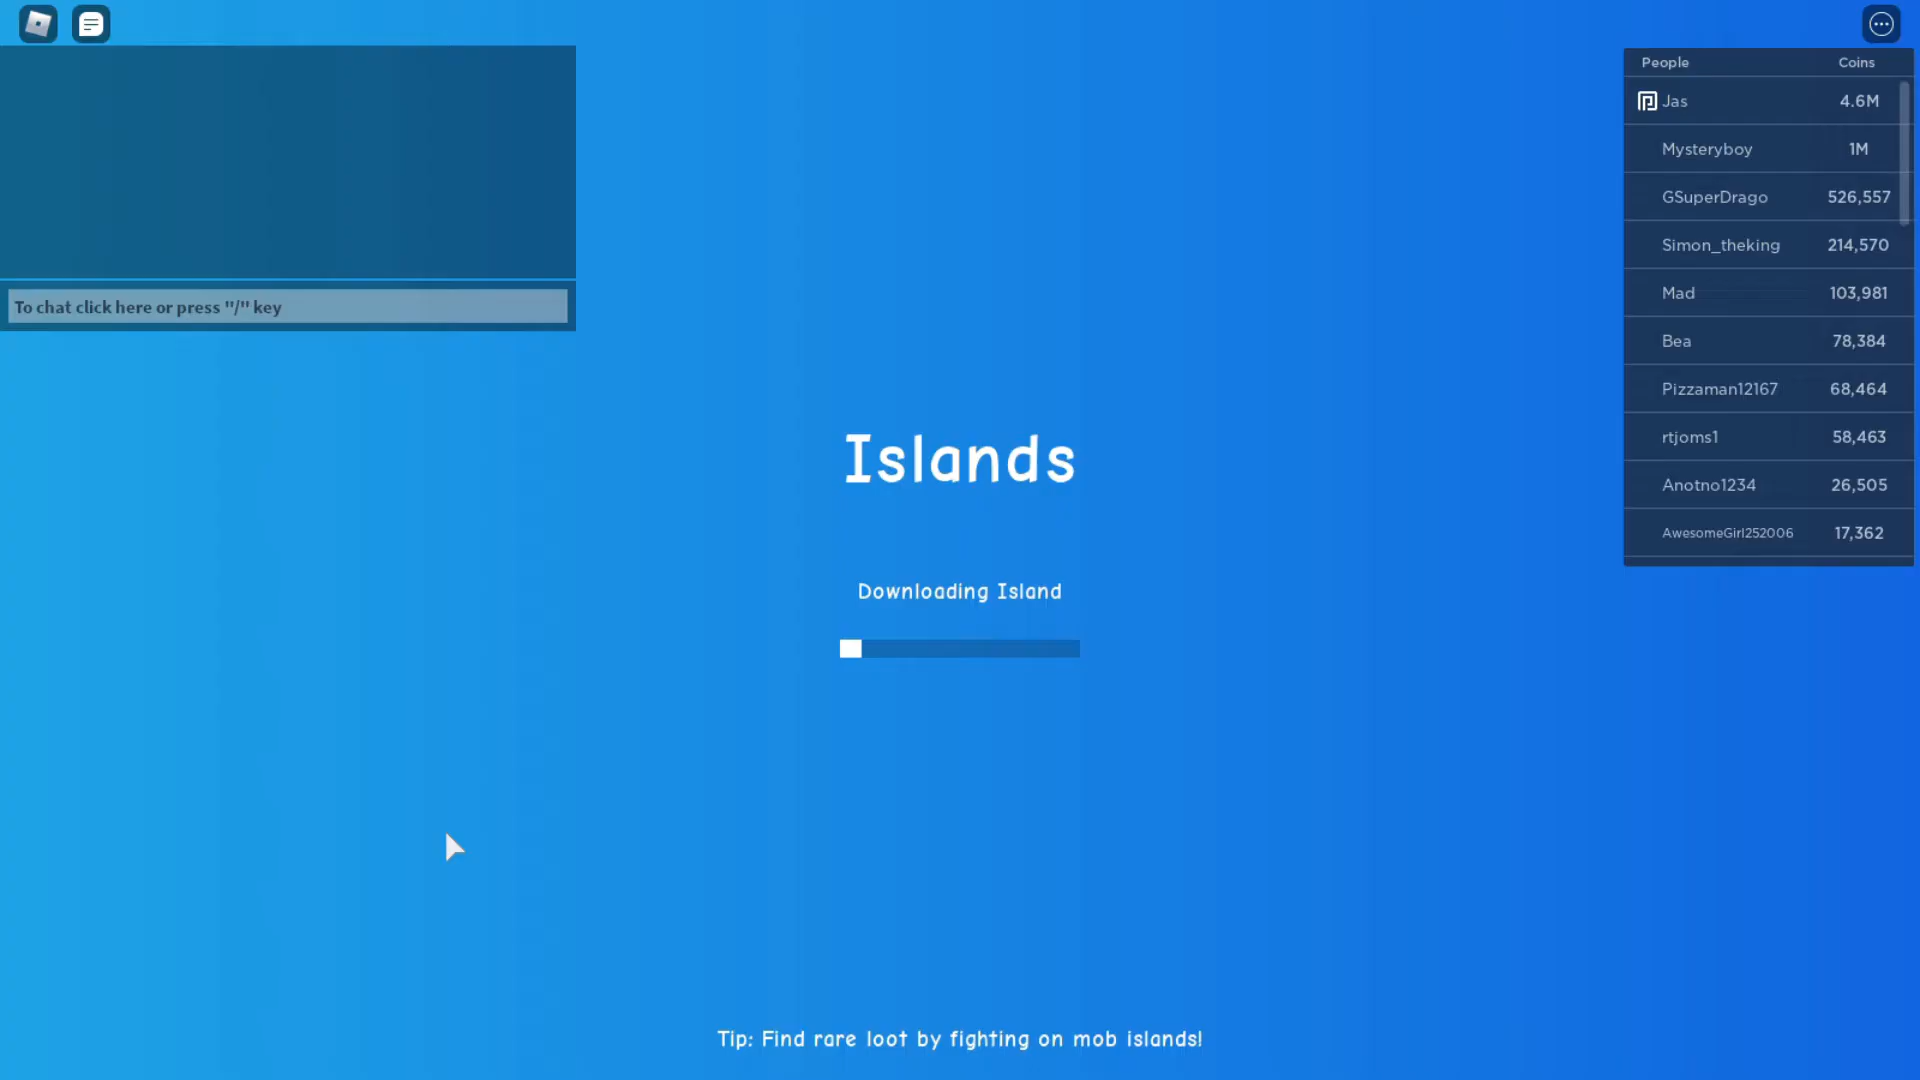 To chat click here or press "/" key
People Coins
Jas 4.6M
Mysteryboy 1M
GSuperDrago 526,557
Simon_theking 214,570
Mad 103,981
Bea 78,384
Pizzaman12167 68,464
rtjoms1 58,463
Anotno1234 26,505
AwesomeGirl252006 17,362
Islands
Downloading Island
Tip: Find rare loot by fighting on mob islands!